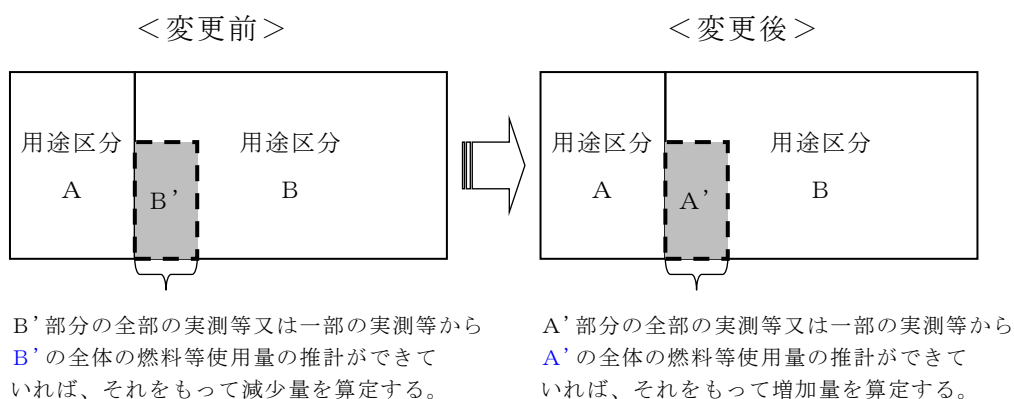 ＜変更前＞
＜変更後＞
用途区分
A
B’
用途区分
B
用途区分
A
A’
用途区分
B
B’部分の全部の実測等又は一部の実測等から
B’の全体の燃料等使用量の推計ができて
いれば、それをもって減少量を算定する。
A’部分の全部の実測等又は一部の実測等から
A’の全体の燃料等使用量の推計ができて
いれば、それをもって増加量を算定する。